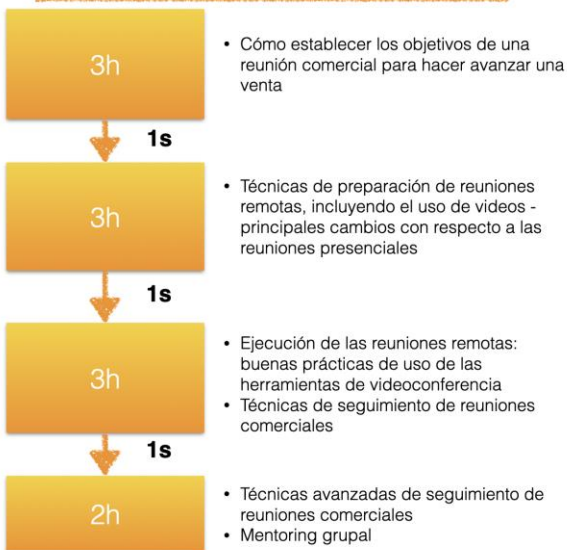 3h
• Cómo establecer los objetivos de una
reunión comercial para hacer avanzar una
venta
1s
3h
• Técnicas de preparación de reuniones
remotas, incluyendo el uso de videos -
principales cambios con respecto a las
reuniones presenciales
1s
3h
• Ejecución de las reuniones remotas:
buenas prácticas de uso de las
herramientas de videoconferencia
• Técnicas de seguimiento de reuniones
comerciales
1s
2h
• Técnicas avanzadas de seguimiento de
reuniones comerciales
• Mentoring grupal